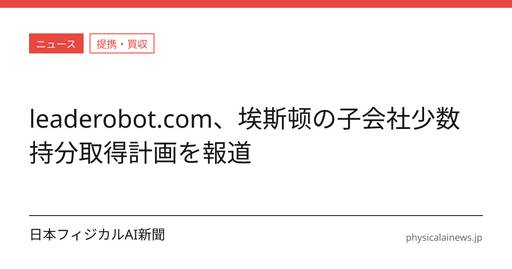 ニュース 提携・買収
leaderobot.com、埃斯顿の子会社少数
持分取得計画を報道
日本フィジカルAI新聞
physicalainews.jp